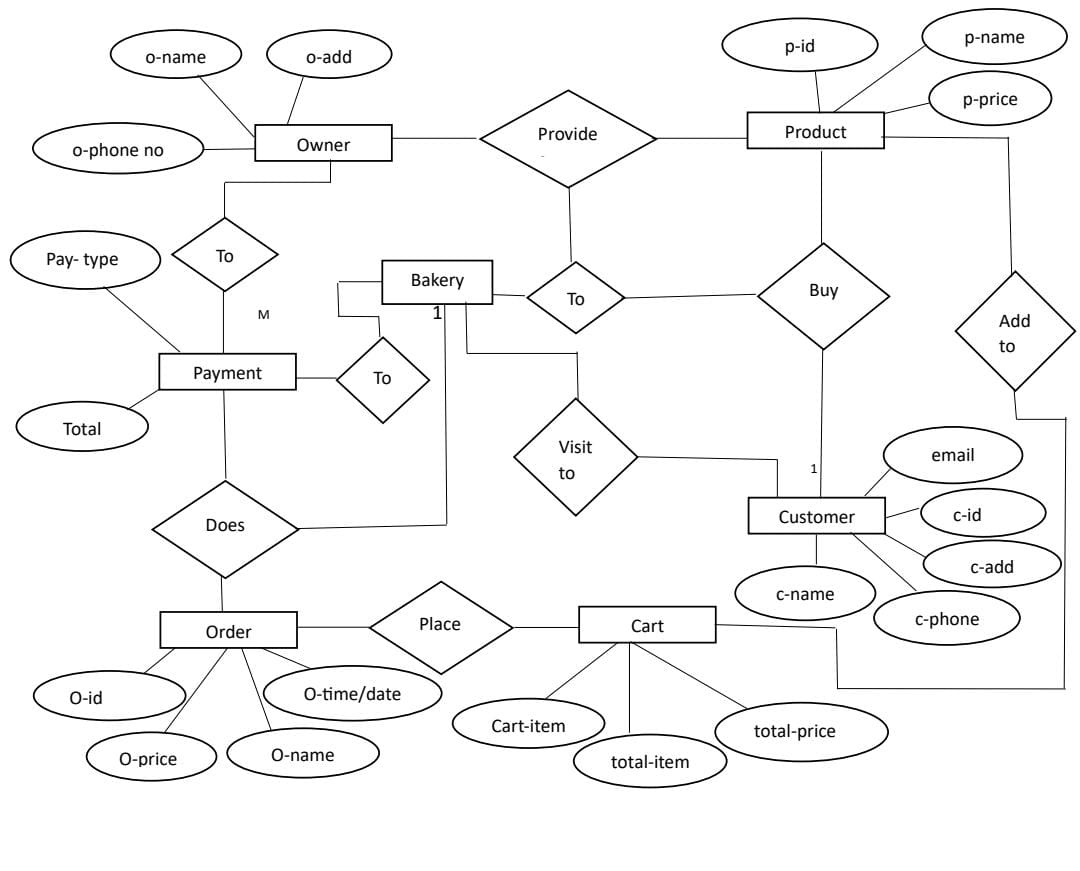 o-name
o-add
p-id
p-name
p-price
o-phone no
Owner
Provide
Product
Pay- type
To
Bakery
To
Buy
Add
to
M
1
Payment
To
Total
Visit
to
1
email
Customer
c-id
c-add
Does
c-name
c-phone
Order
Place
Cart
O-id
O-time/date
Cart-item
total-price
O-price
O-name
total-item